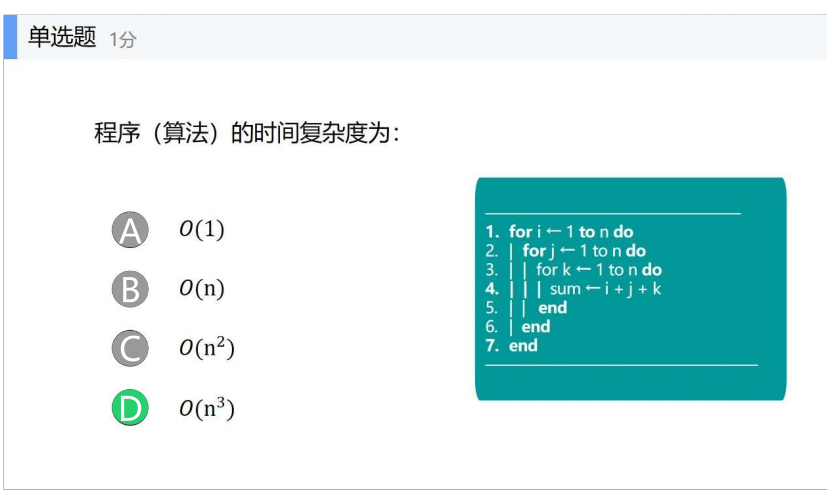 单选题 1分
程序（算法）的时间复杂度为：
A O(1)
B O(n)
C O(n²)
D O(n³)
1. for i ← 1 to n do
2. | for j ← 1 to n do
3. | | for k ← 1 to n do
4. | | | sum ← i + j + k
5. | | end
6. | end
7. end